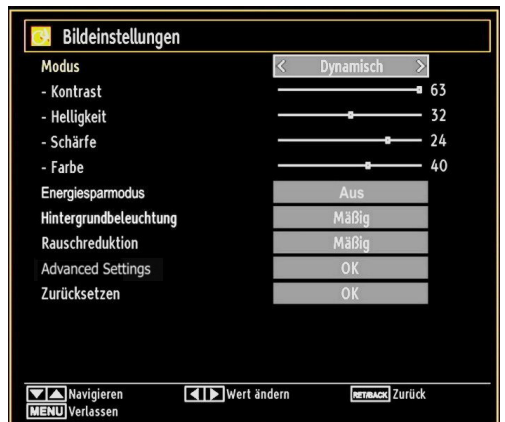 Bildeinstellungen
Modus < Dynamisch >
- Kontrast 63
- Helligkeit 32
- Schärfe 24
- Farbe 40
Energiesparmodus Aus
Hintergrundbeleuchtung Mäßig
Rauschreduktion Mäßig
Advanced Settings OK
Zurücksetzen OK
Navigieren Wert ändern RET/BACK Zurück
MENU Verlassen